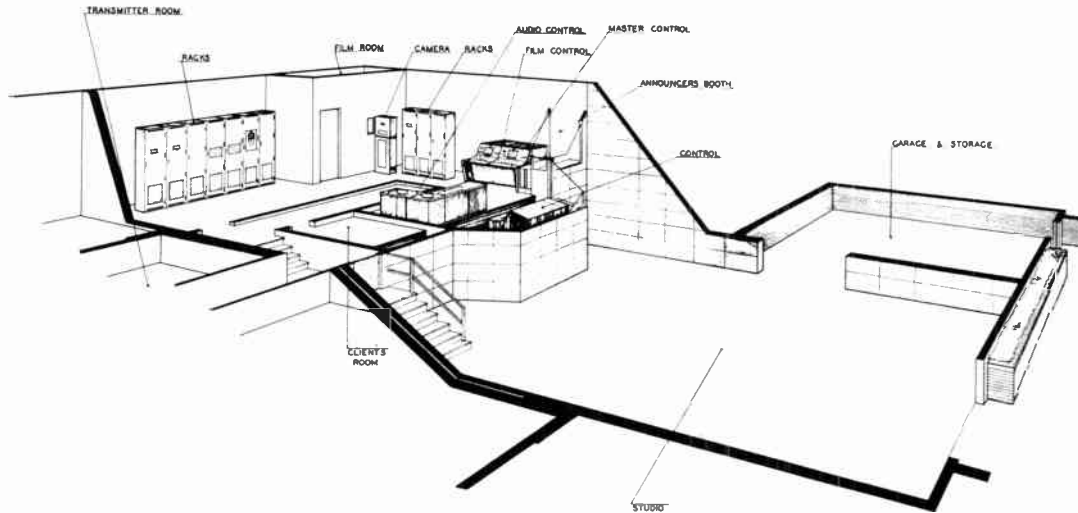 TRANSMITTER ROOM
RACKS
FILM ROOM
CAMERA
AUDIO CONTROL
RACKS
MASTER CONTROL
FILM CONTROL
ANNOUNCERS BOOTH
CONTROL
GARAGE & STORAGE
CLIENTS
ROOM
STUDIO